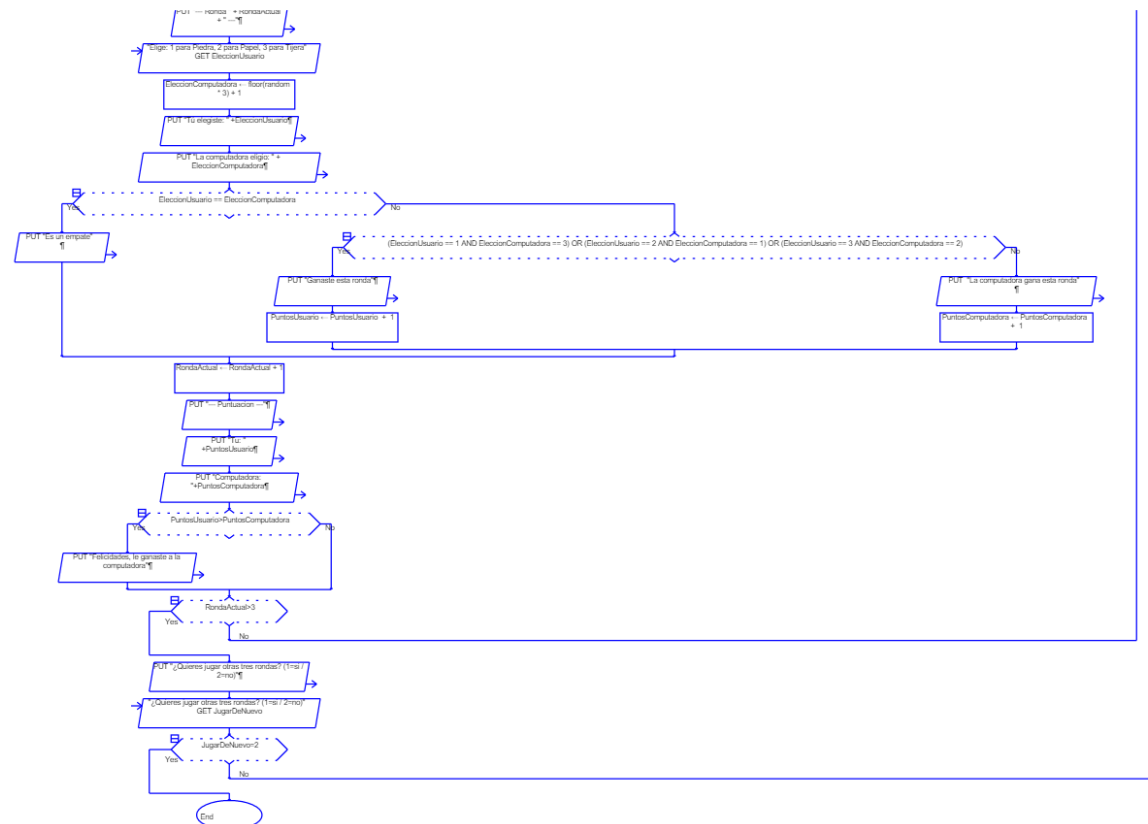 PUT "--- Ronda " + RondaActual
+ " ---"¶
"Elige: 1 para Piedra, 2 para Papel, 3 para Tijera"
GET EleccionUsuario
EleccionComputadora ← floor(random
* 3) + 1
PUT "Tú elegiste: " +EleccionUsuario¶
PUT "La computadora eligio: " +
EleccionComputadora¶
EleccionUsuario == EleccionComputadora
Yes
No
PUT "Es un empate"
¶
(EleccionUsuario == 1 AND EleccionComputadora == 3) OR (EleccionUsuario == 2 AND EleccionComputadora == 1) OR (EleccionUsuario == 3 AND EleccionComputadora == 2)
Yes
No
PUT "Ganaste esta ronda"¶
PUT "La computadora gana esta ronda"
¶
PuntosUsuario ← PuntosUsuario + 1
PuntosComputadora ← PuntosComputadora
+ 1
RondaActual ← RondaActual + 1
PUT "--- Puntuacion ---"¶
PUT "Tu: "
+PuntosUsuario¶
PUT "Computadora:
"+PuntosComputadora¶
PuntosUsuario>PuntosComputadora
Yes
No
PUT "Felicidades, le ganaste a la
computadora"¶
RondaActual>3
Yes
No
PUT "¿Quieres jugar otras tres rondas? (1=si /
2=no)"¶
"¿Quieres jugar otras tres rondas? (1=si / 2=no)"
GET JugarDeNuevo
JugarDeNuevo=2
Yes
No
End